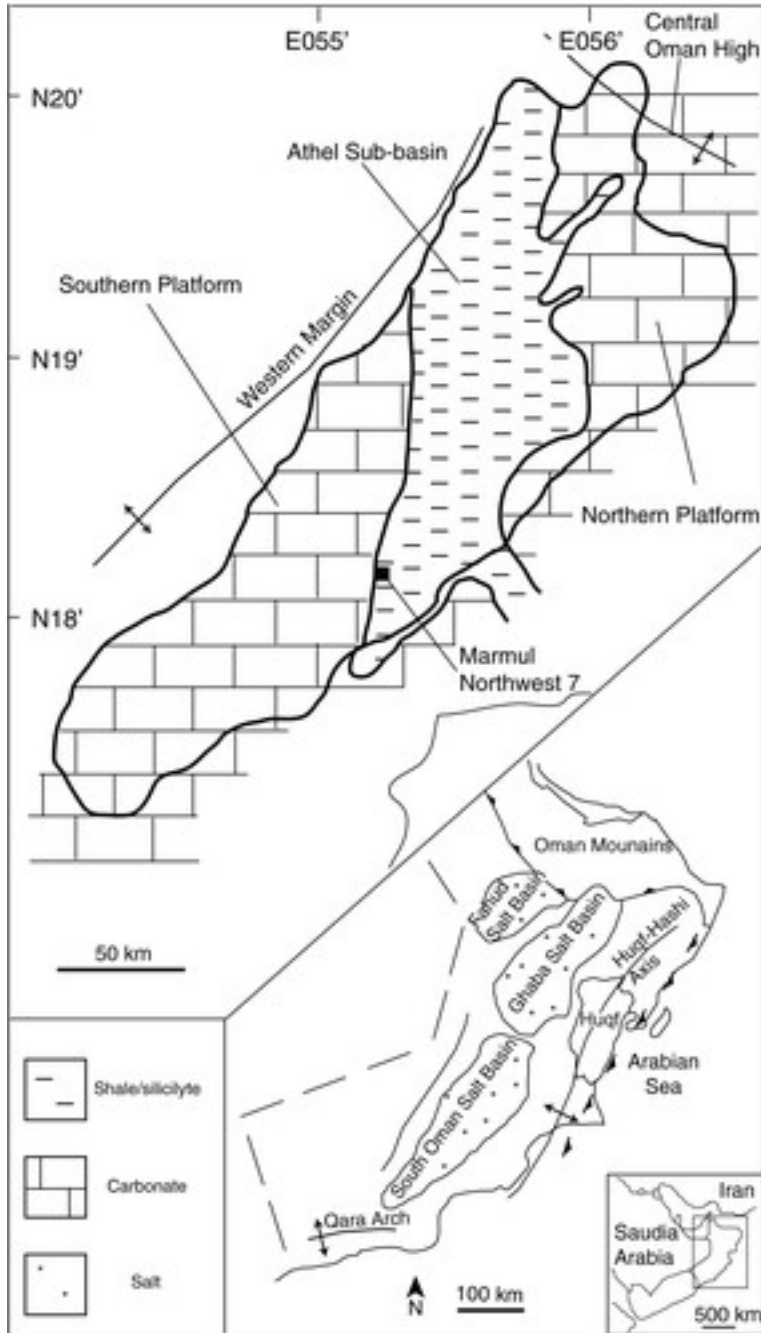 E055'
E056'
Central
Oman High
N20'
Athel Sub-basin
Southern Platform
Western Margin
N19'
Northern Platform
N18'
Marmul
Northwest 7
Oman Mounains
Fahud
Salt Basin
Ghaba Salt Basin
Huqf-Hashi
Axis
Huqf
Arabian
Sea
South Oman Salt Basin
Qara Arch
N
100 km
50 km
Shale/silicilyte
Carbonate
Salt
Iran
Saudia
Arabia
500 km